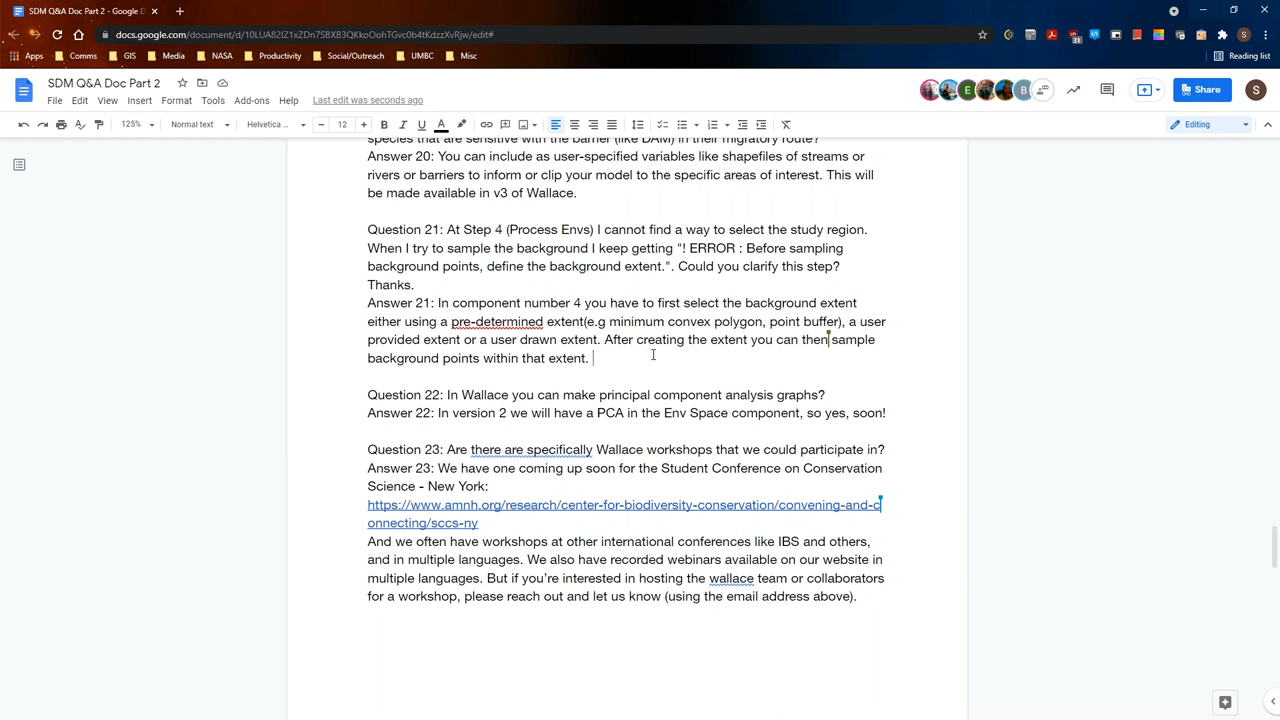 SDM Q&A Doc Part 2 - Google D
docs.google.com/document/d/10LUA82IZ1xZDn7SBXB3QKkoOohTGvc0b4tKdzzXvRjw/edit#
Apps Comms GIS Media NASA Productivity Social/Outreach UMBC Misc Reading list
SDM Q&A Doc Part 2
File Edit View Insert Format Tools Add-ons Help Last edit was seconds ago
E B Share S
125% Normal text Helvetica ... 12 B I U A Editing
species that are sensitive with the barrier (like DAM) in their migratory route?
Answer 20: You can include as user-specified variables like shapefiles of streams or
rivers or barriers to inform or clip your model to the specific areas of interest. This will
be made available in v3 of Wallace.
Question 21: At Step 4 (Process Envs) I cannot find a way to select the study region.
When I try to sample the background I keep getting "! ERROR : Before sampling
background points, define the background extent.". Could you clarify this step?
Thanks.
Answer 21: In component number 4 you have to first select the background extent
either using a pre-determined extent(e.g minimum convex polygon, point buffer), a user
provided extent or a user drawn extent. After creating the extent you can then sample
background points within that extent.
Question 22: In Wallace you can make principal component analysis graphs?
Answer 22: In version 2 we will have a PCA in the Env Space component, so yes, soon!
Question 23: Are there are specifically Wallace workshops that we could participate in?
Answer 23: We have one coming up soon for the Student Conference on Conservation
Science - New York:
https://www.amnh.org/research/center-for-biodiversity-conservation/convening-and-c
onnecting/sccs-ny
And we often have workshops at other international conferences like IBS and others,
and in multiple languages. We also have recorded webinars available on our website in
multiple languages. But if you're interested in hosting the wallace team or collaborators
for a workshop, please reach out and let us know (using the email address above).